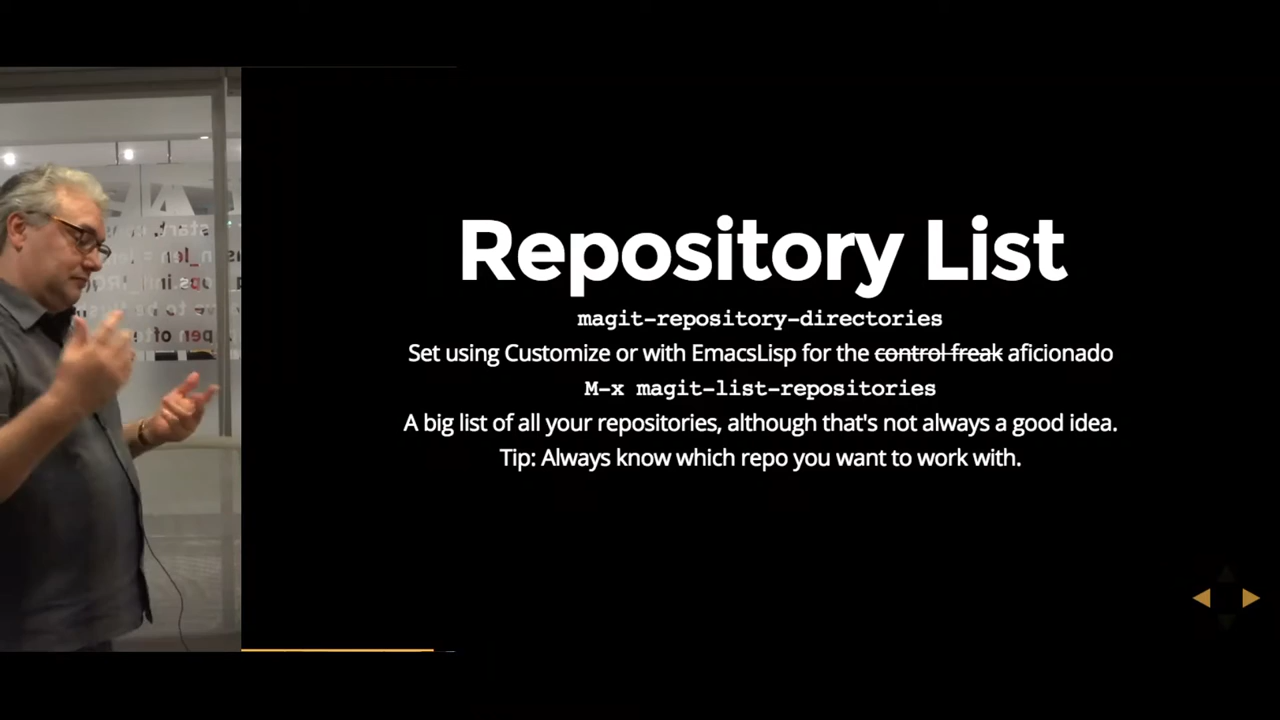 Repository List
magit-repository-directories
Set using Customize or with EmacsLisp for the control freak aficionado
M-x magit-list-repositories
A big list of all your repositories, although that's not always a good idea.
Tip: Always know which repo you want to work with.